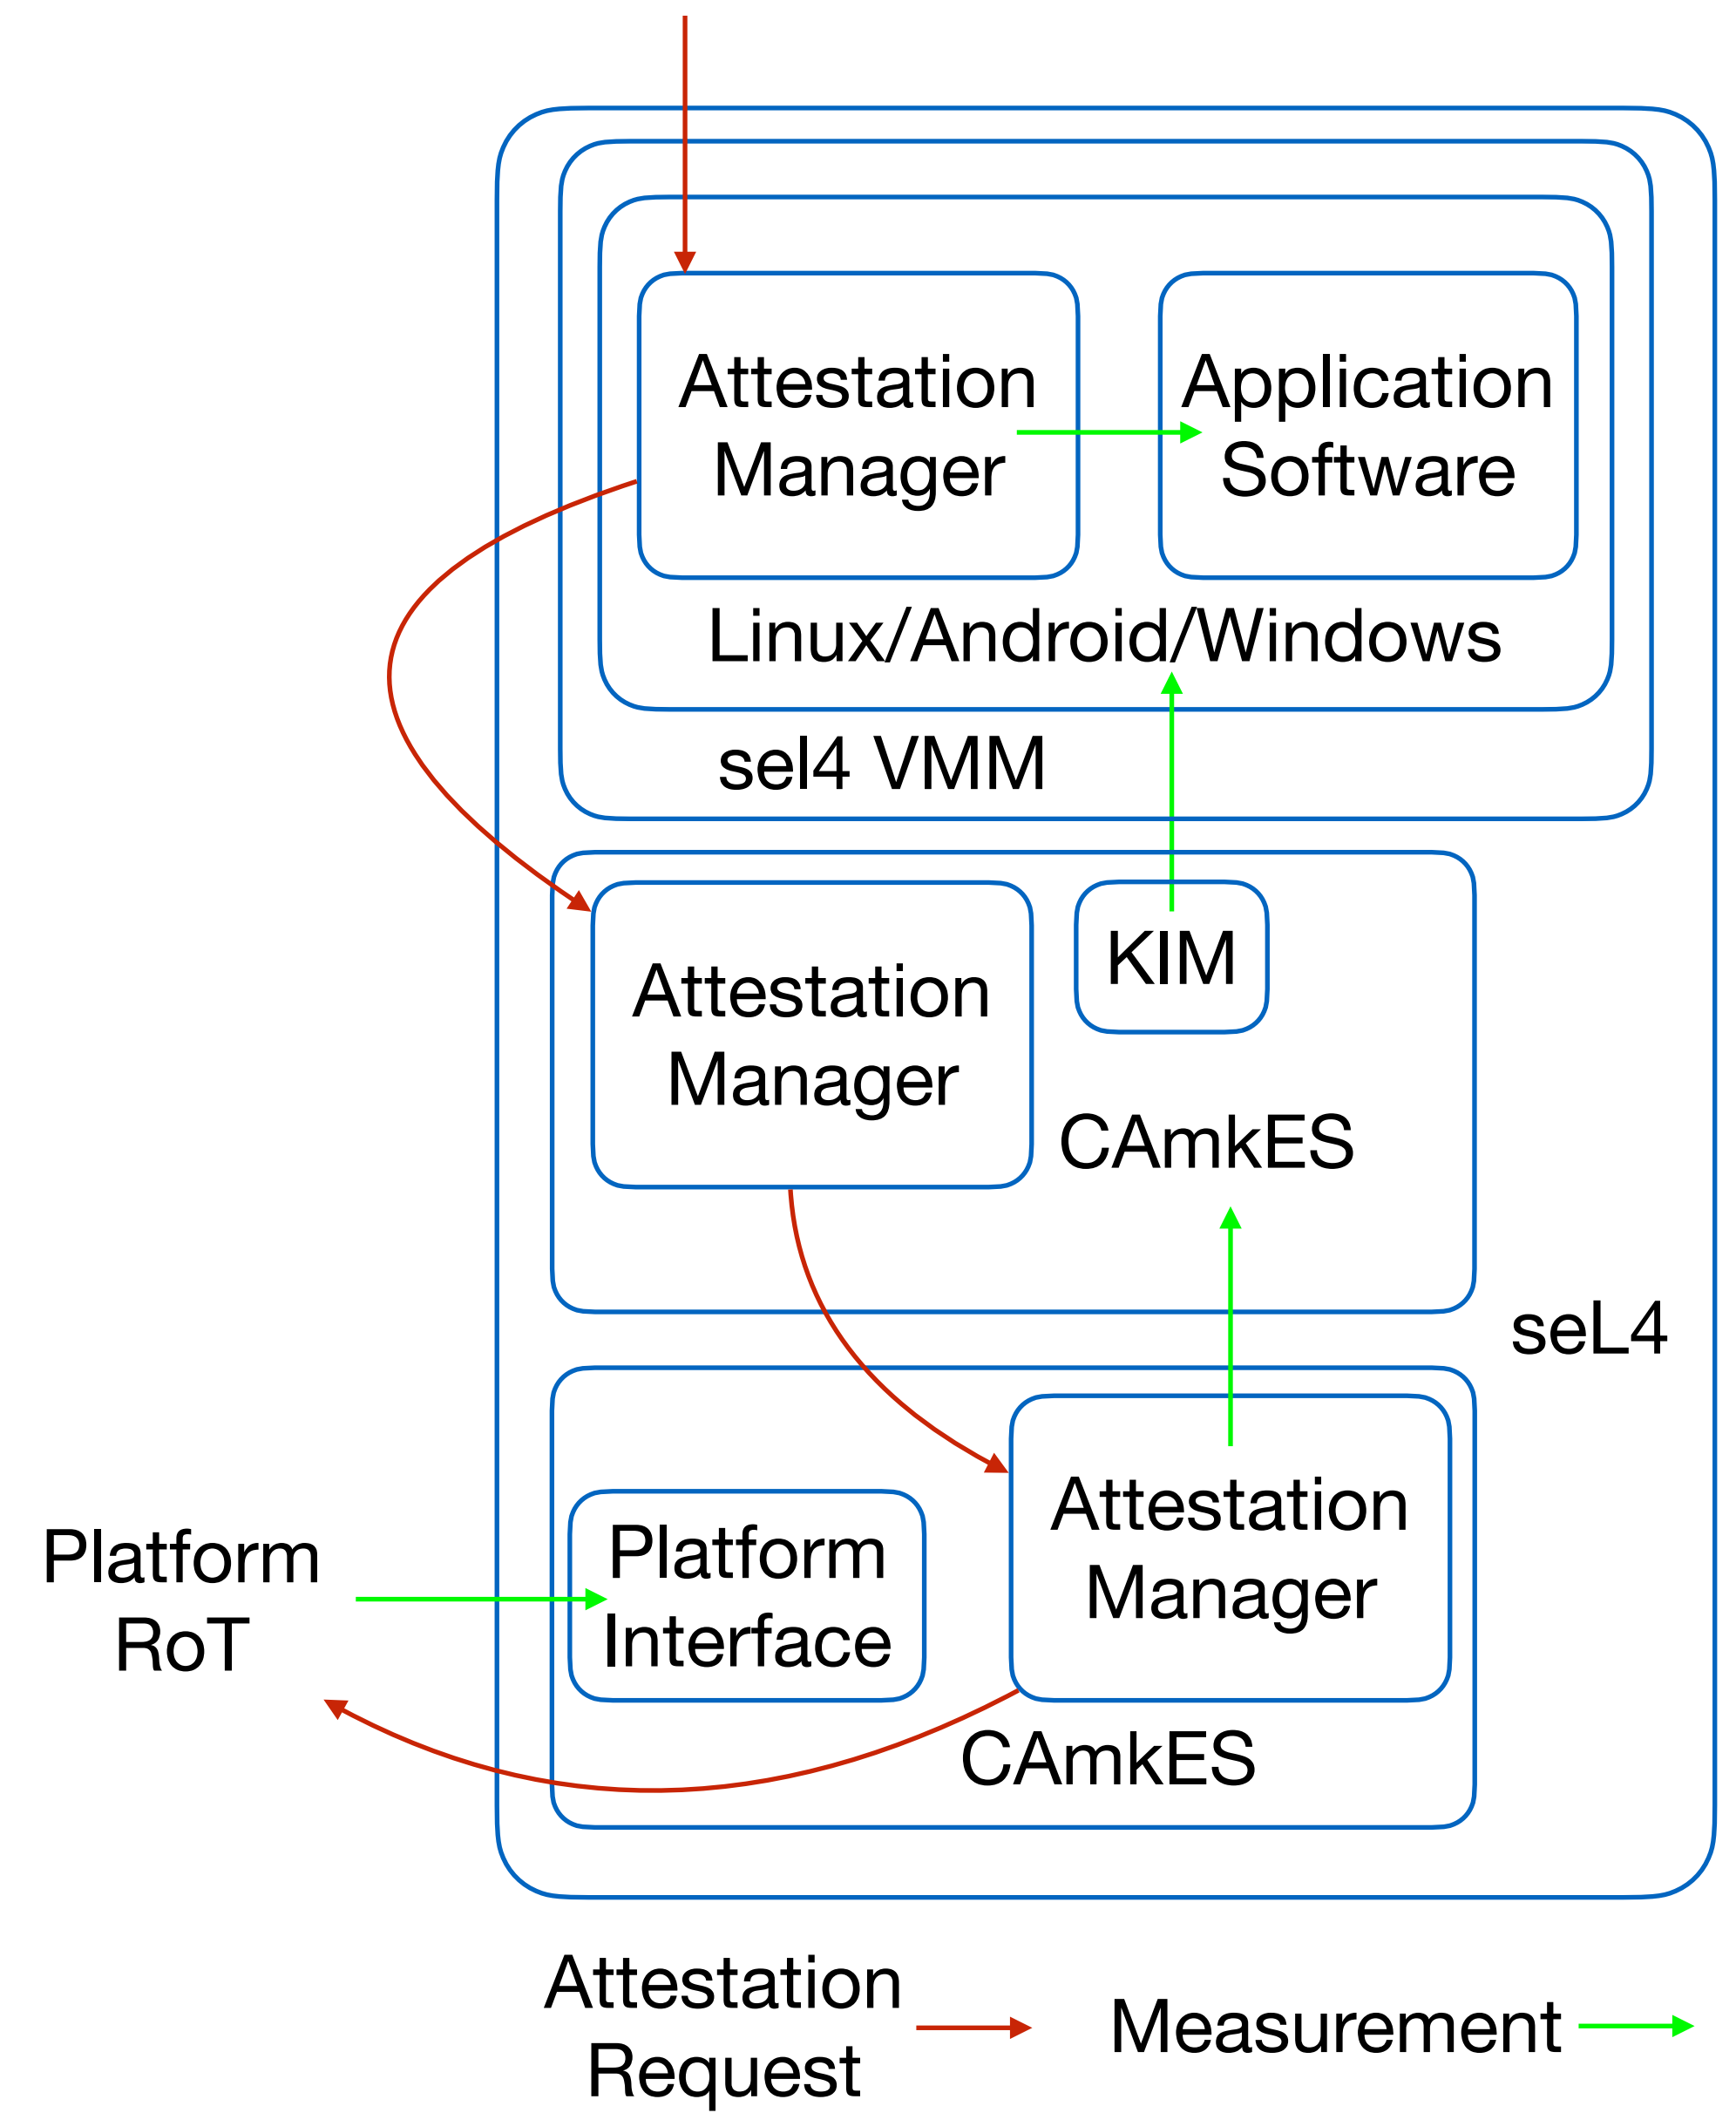 Attestation
Manager
Application
Software
Linux/Android/Windows
sel4 VMM
Attestation
Manager
KIM
CAmkES
seL4
Platform
RoT
Platform
Interface
Attestation
Manager
CAmkES
Attestation
Request
Measurement